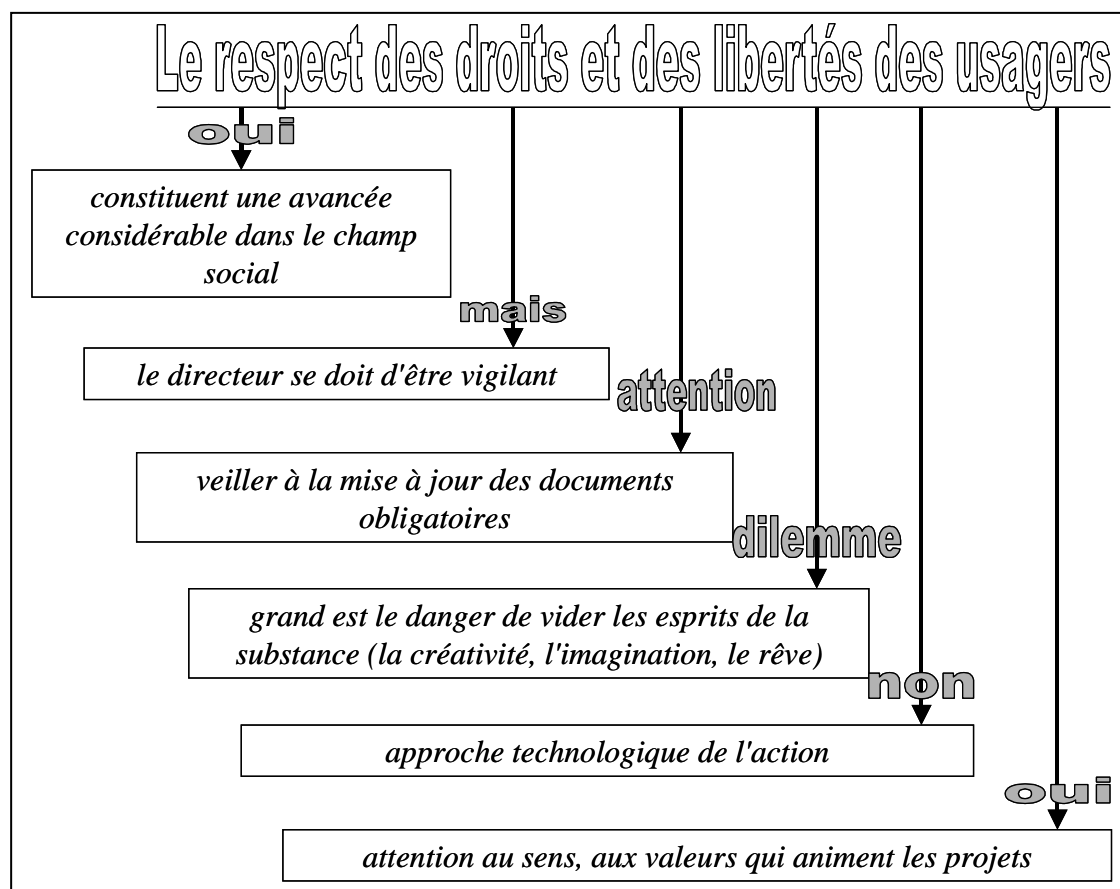 Le respect des droits et des libertés des usagers
oui
constituent une avancée
considérable dans le champ
social
mais
le directeur se doit d'être vigilant
attention
veiller à la mise à jour des documents
obligatoires
dilemme
grand est le danger de vider les esprits de la
substance (la créativité, l'imagination, le rêve)
non
approche technologique de l'action
oui
attention au sens, aux valeurs qui animent les projets